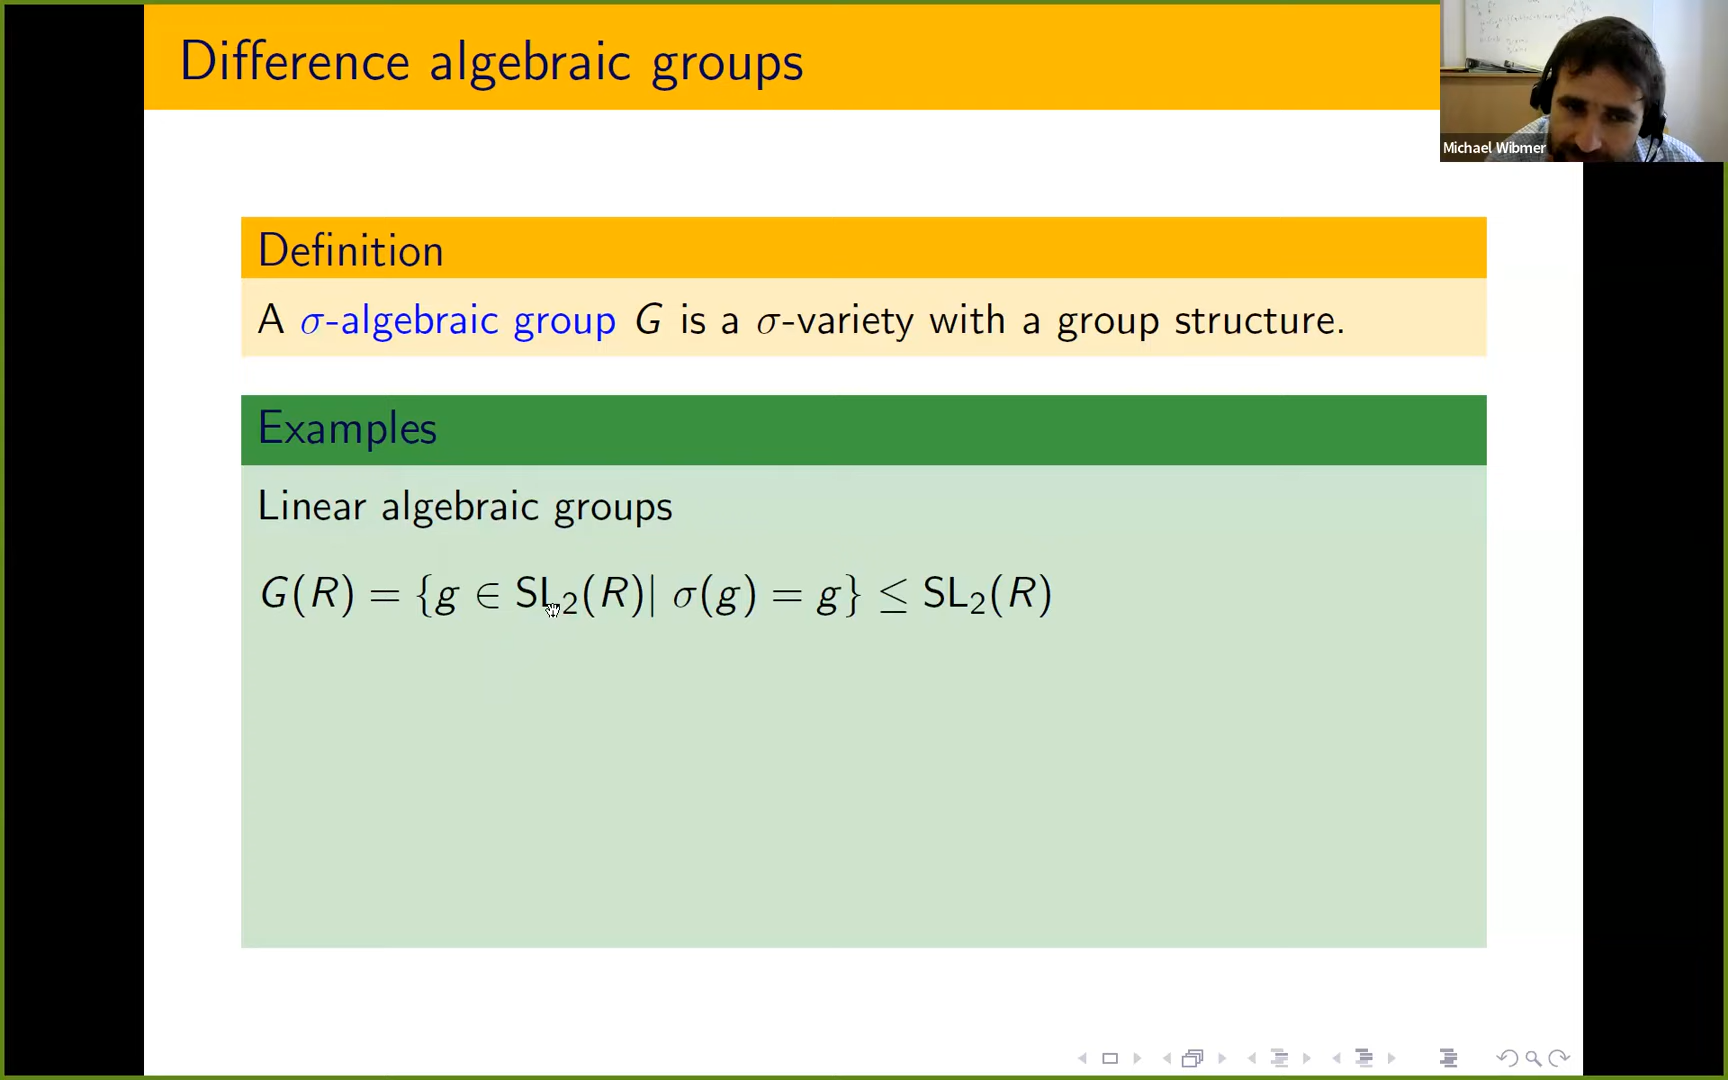 Difference algebraic groups
Michael Wibmer
Definition
A σ-algebraic group G is a σ-variety with a group structure.
Examples
Linear algebraic groups
G(R) = {g ∈ SL₂(R)| σ(g) = g} ≤ SL₂(R)